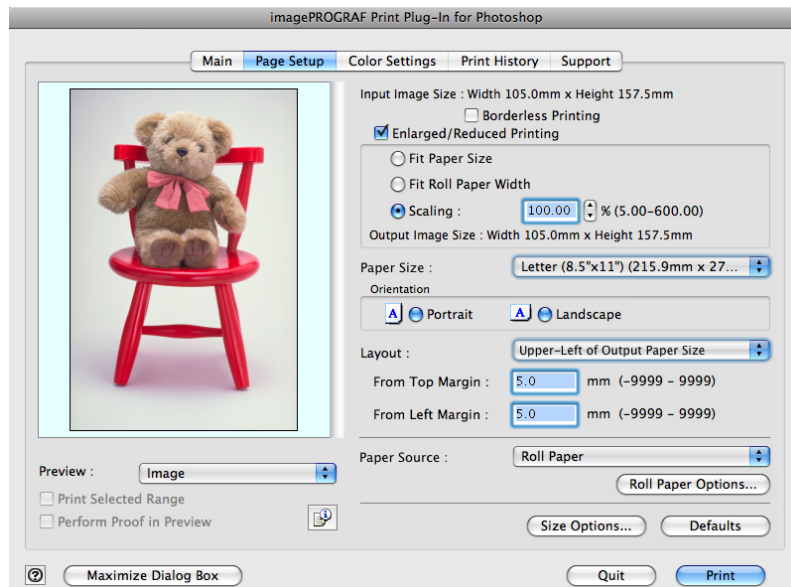 imagePROGRAF Print Plug-In for Photoshop
Main Page Setup Color Settings Print History Support
Input Image Size : Width 105.0mm x Height 157.5mm
Borderless Printing
Enlarged/Reduced Printing
Fit Paper Size
Fit Roll Paper Width
Scaling : 100.00 % (5.00-600.00)
Output Image Size : Width 105.0mm x Height 157.5mm
Paper Size : Letter (8.5"x11") (215.9mm x 27...
Orientation
A Portrait A Landscape
Layout : Upper-Left of Output Paper Size
From Top Margin : 5.0 mm (-9999 - 9999)
From Left Margin : 5.0 mm (-9999 - 9999)
Paper Source : Roll Paper
Roll Paper Options...
Preview : Image
Print Selected Range
Perform Proof in Preview
Size Options... Defaults
? Maximize Dialog Box Quit Print